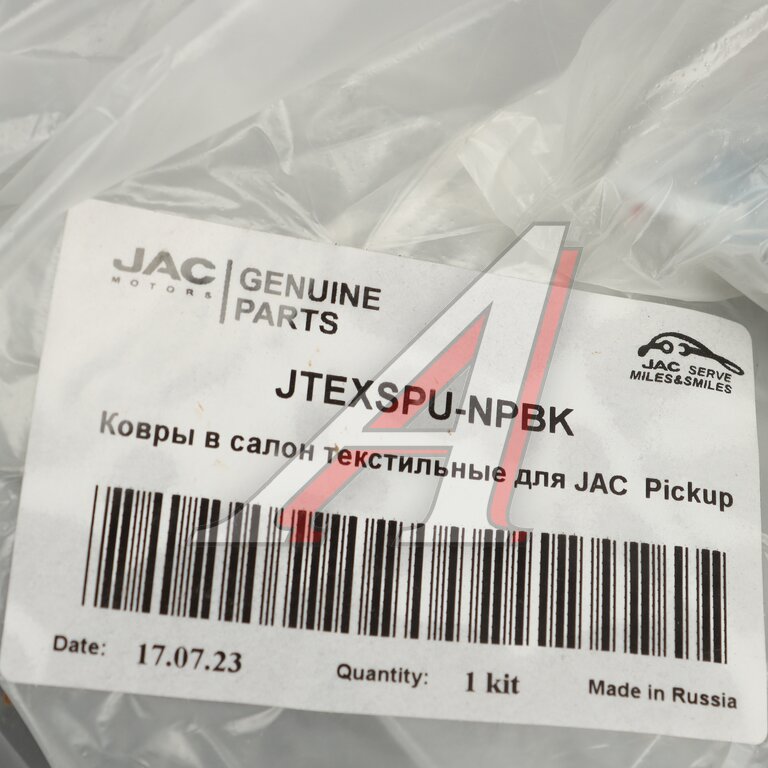 JAC
MOTORS
GENUINE
PARTS
JAC SERVE
MILES&SMILES
JTEXSPU-NPBK
Ковры в салон текстильные для JAC Pickup
Date: 17.07.23 Quantity: 1 kit Made in Russia